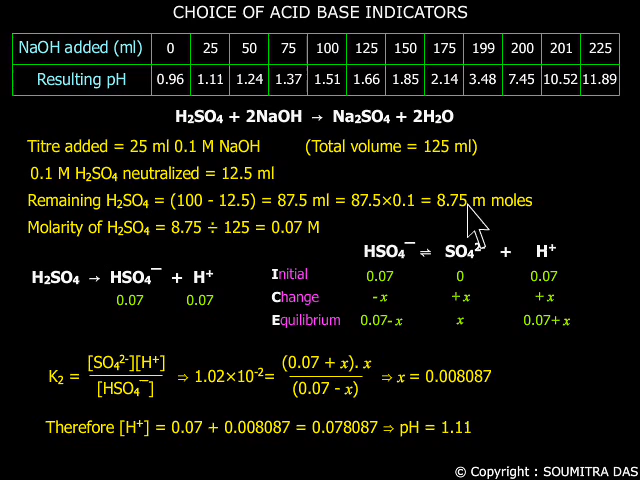 CHOICE OF ACID BASE INDICATORS
NaOH added (ml) 0 25 50 75 100 125 150 175 199 200 201 225
Resulting pH 0.96 1.11 1.24 1.37 1.51 1.66 1.85 2.14 3.48 7.45 10.52 11.89
H₂SO₄ + 2NaOH → Na₂SO₄ + 2H₂O
Titre added = 25 ml 0.1 M NaOH (Total volume = 125 ml)
0.1 M H₂SO₄ neutralized = 12.5 ml
Remaining H₂SO₄ = (100 - 12.5) = 87.5 ml = 87.5×0.1 = 8.75 m moles
Molarity of H₂SO₄ = 8.75 ÷ 125 = 0.07 M
HSO₄⁻ ⇌ SO₄²⁻ + H⁺
Initial 0.07 0 0.07
Change - x + x + x
Equilibrium 0.07- x x 0.07+ x
H₂SO₄ → HSO₄⁻ + H⁺
0.07 0.07
K₂ = [SO₄²⁻][H⁺] / [HSO₄⁻] ⇒ 1.02×10⁻² = (0.07 + x). x / (0.07 - x) ⇒ x = 0.008087
Therefore [H⁺] = 0.07 + 0.008087 = 0.078087 ⇒ pH = 1.11
© Copyright : SOUMITRA DAS